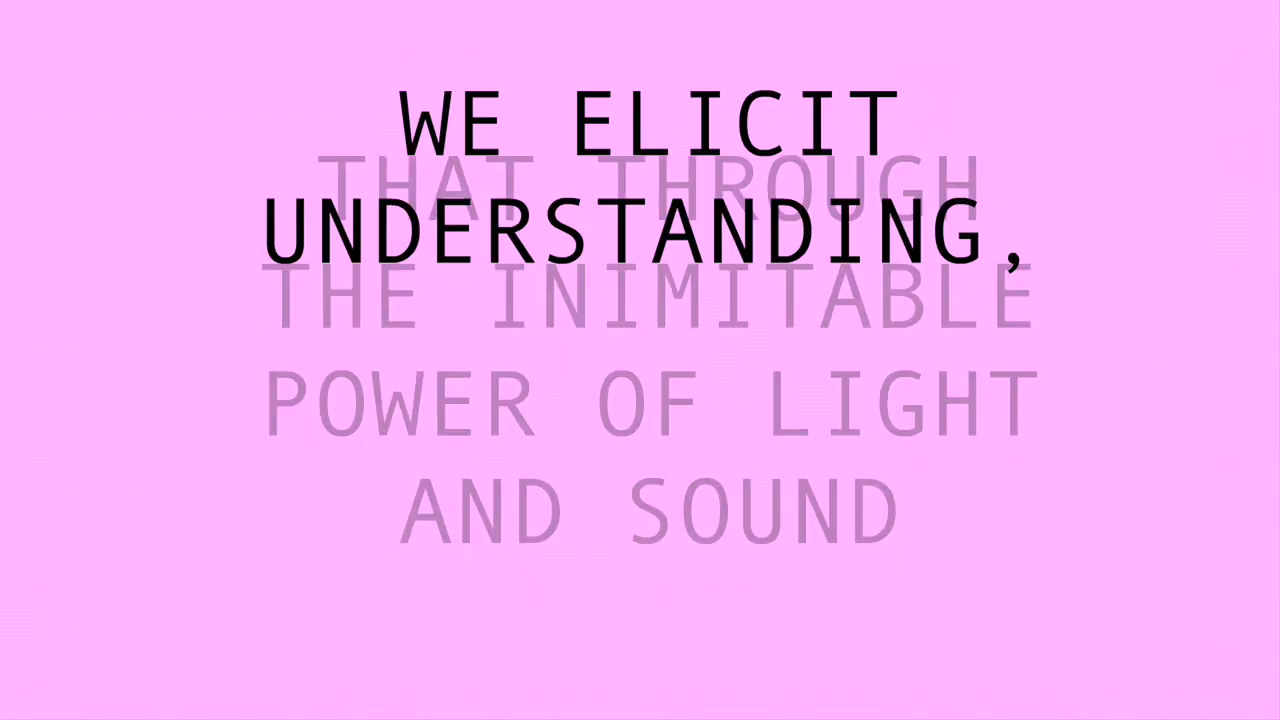 WE ELICIT
THAT THROUGH
UNDERSTANDING,
THE INIMITABLE
POWER OF LIGHT
AND SOUND